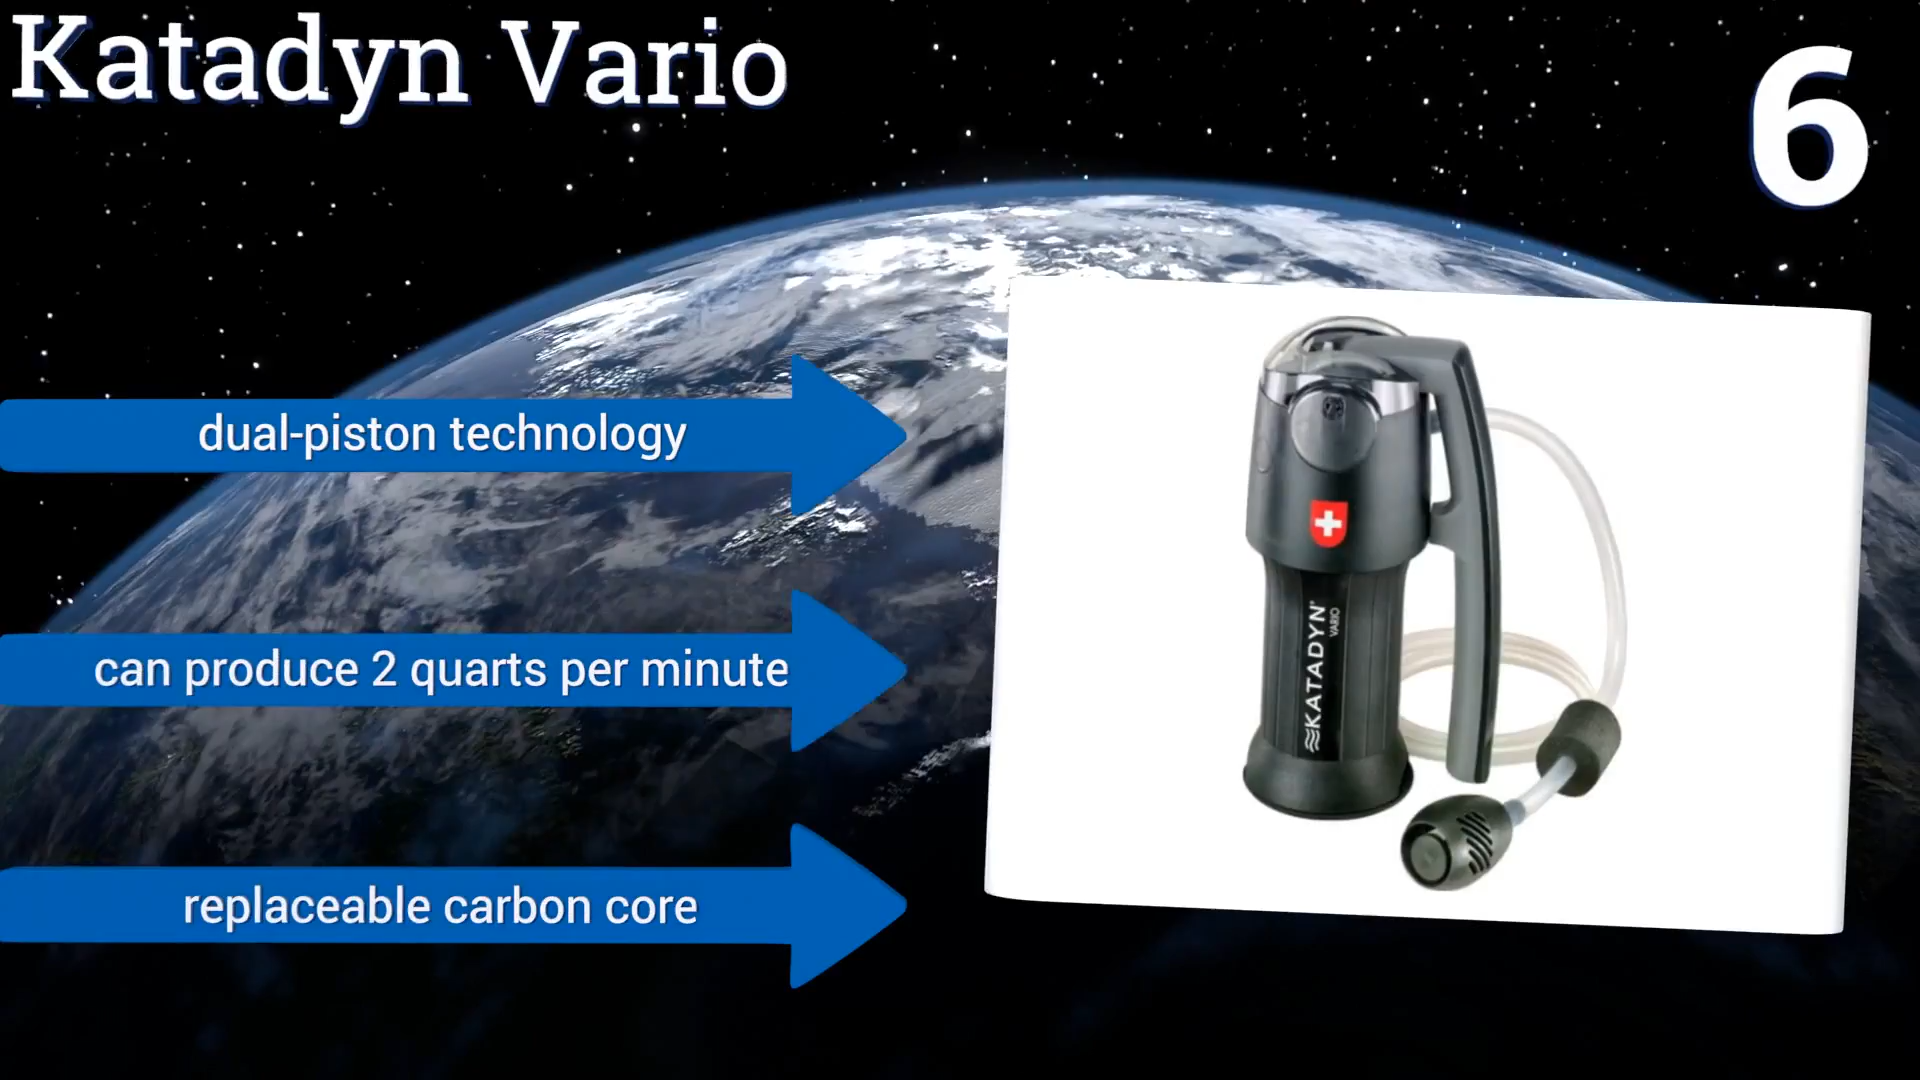 Katadyn Vario
6
dual-piston technology
can produce 2 quarts per minute
replaceable carbon core
KATADYN®
VARIO